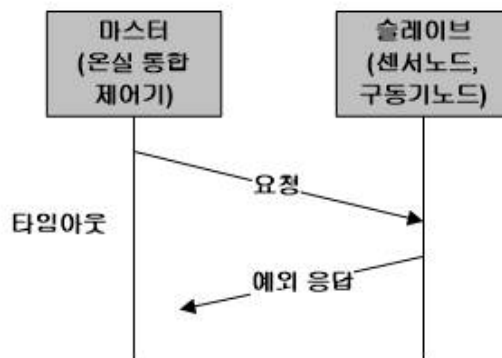 마스터
(온실 통합
제어기)
슬레이브
(센서노드,
구동기노드)
요청
타임아웃
예외 응답